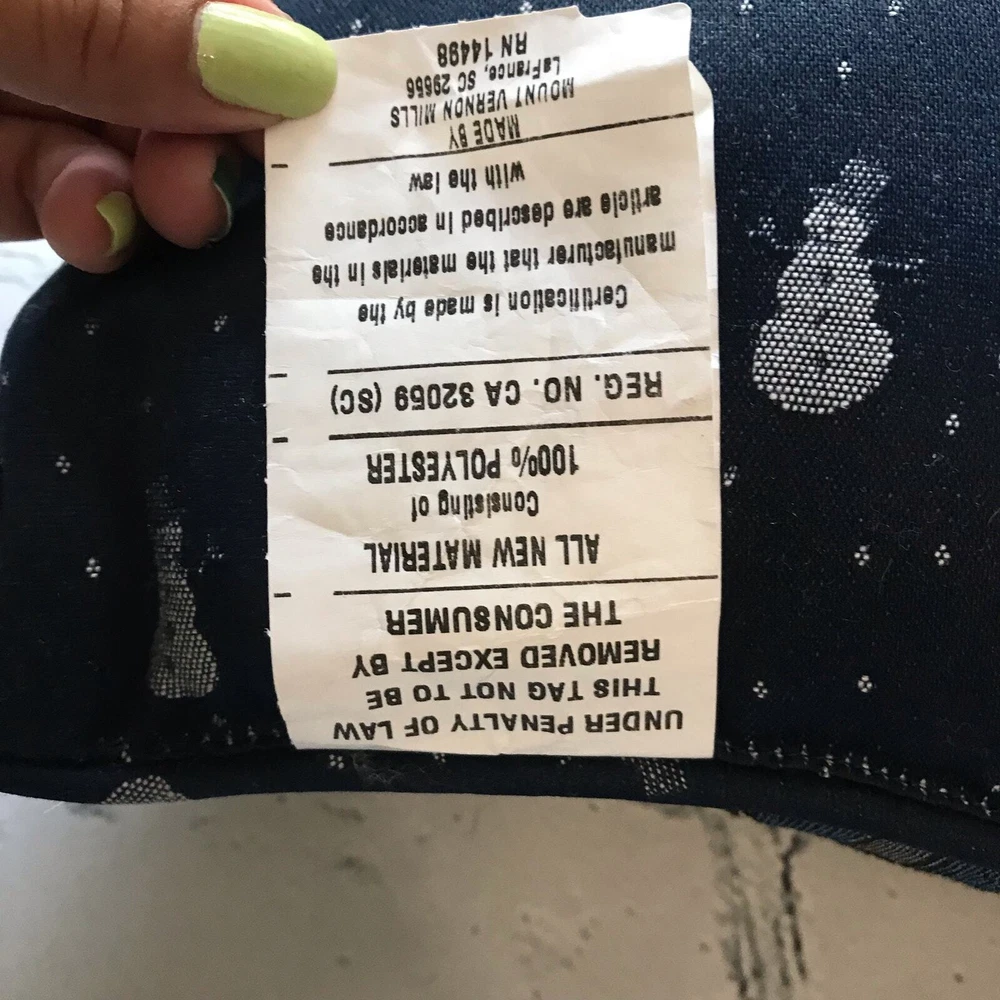 UNDER PENALTY OF LAW
THIS TAG NOT TO BE
REMOVED EXCEPT BY
THE CONSUMER
ALL NEW MATERIAL
Consisting of
100% POLYESTER
REG. NO. CA 32059 (SC)
Certification is made by the
manufacturer that the materials in the
article are described in accordance
with the law
MADE BY
MOUNT VERNON MILLS
LaFrance, SC 29656
RN 14498